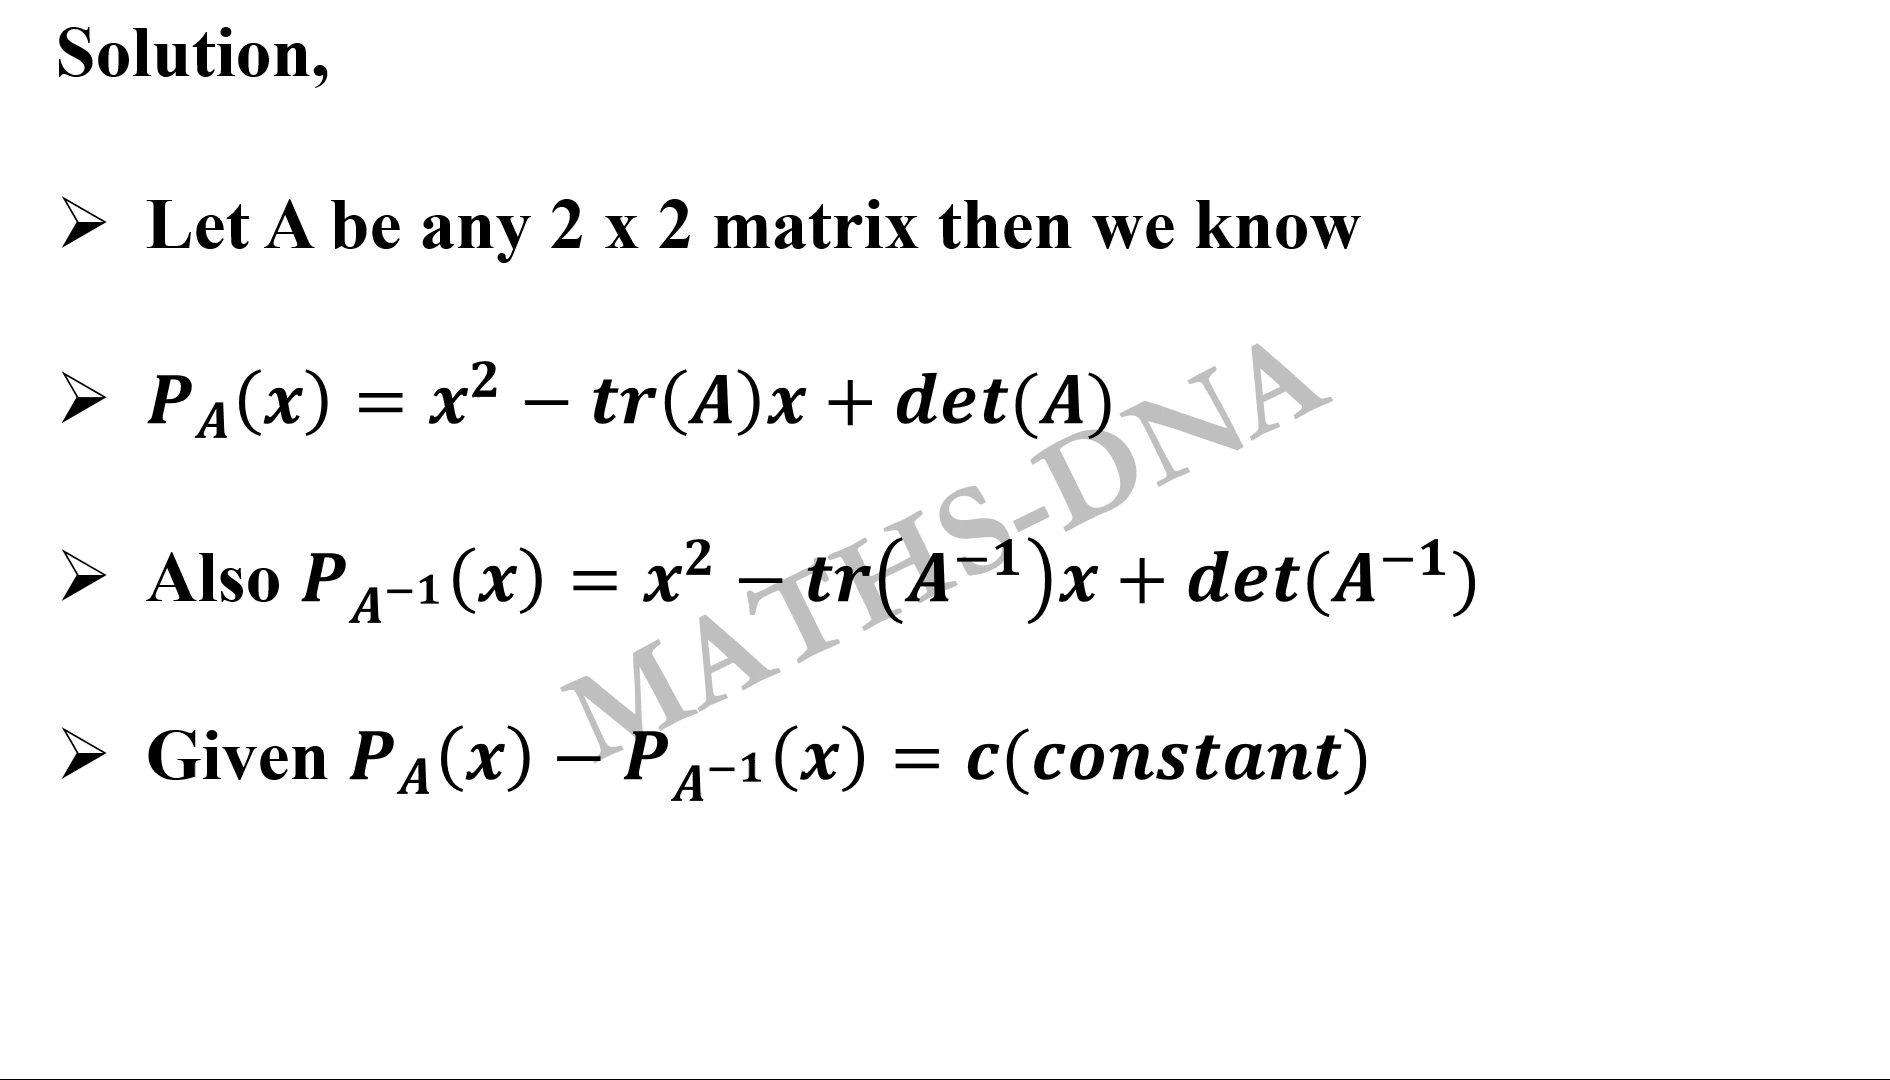 Solution,
➢ Let A be any 2 x 2 matrix then we know
➢ P_A(x) = x² − tr(A)x + det(A)
➢ Also P_{A⁻¹}(x) = x² − tr(A⁻¹)x + det(A⁻¹)
➢ Given P_A(x) − P_{A⁻¹}(x) = c(constant)
MATHS-DNA